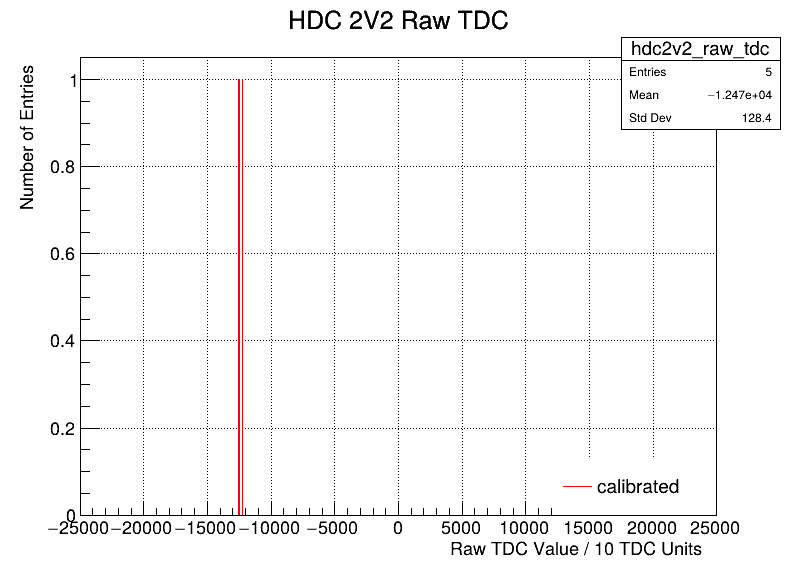 HDC 2V2 Raw TDC
hdc2v2_raw_tdc
Entries 5
Mean −1.247e+04
Std Dev 128.4
Number of Entries
1
0.8
0.6
0.4
0.2
0
calibrated
−25000 −20000 −15000 −10000 −5000 0 5000 10000 15000 20000 25000
Raw TDC Value / 10 TDC Units